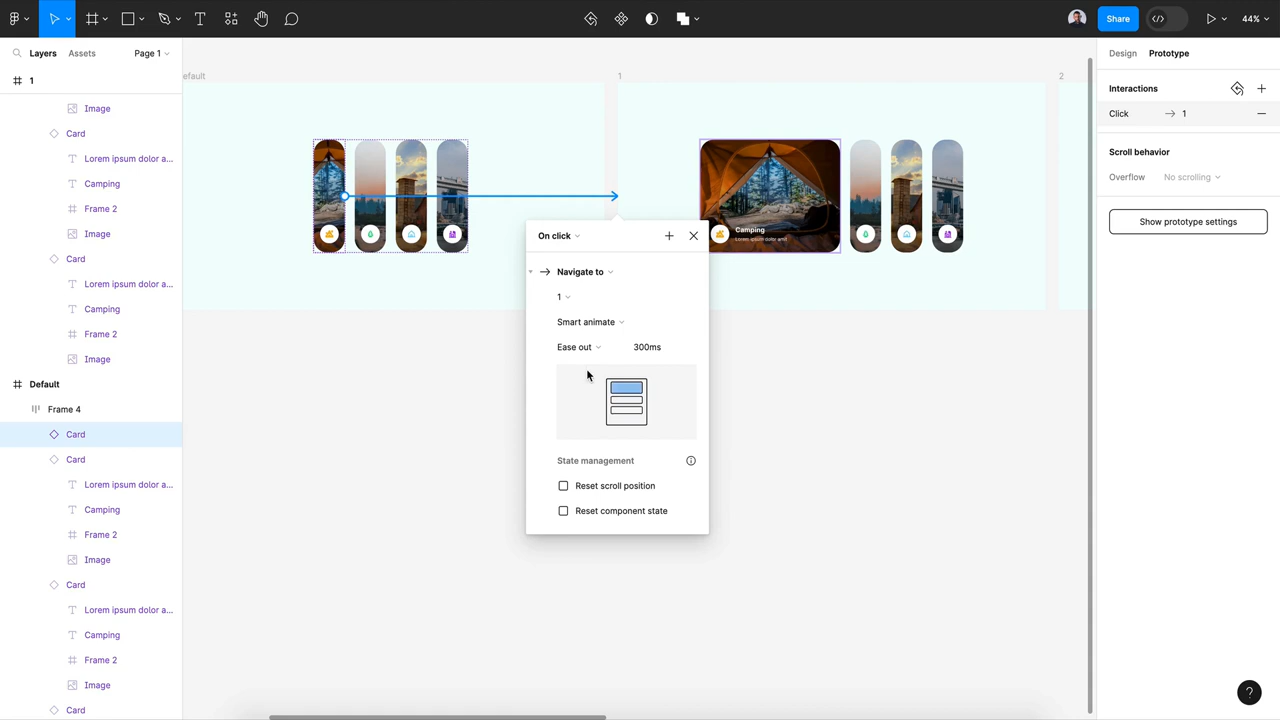 Share
44%
Layers
Assets
Page 1
1
Image
Card
Lorem ipsum dolor a...
Camping
Frame 2
Image
Card
Lorem ipsum dolor a...
Camping
Frame 2
Image
Default
Frame 4
Card
Card
Lorem ipsum dolor a...
Camping
Frame 2
Image
Card
Lorem ipsum dolor a...
Camping
Frame 2
Image
Card
efault
1
2
Camping
Lorem ipsum dolor amit
On click
Navigate to
1
Smart animate
Ease out 300ms
State management
Reset scroll position
Reset component state
Design
Prototype
Interactions
Click → 1
Scroll behavior
Overflow No scrolling
Show prototype settings
?